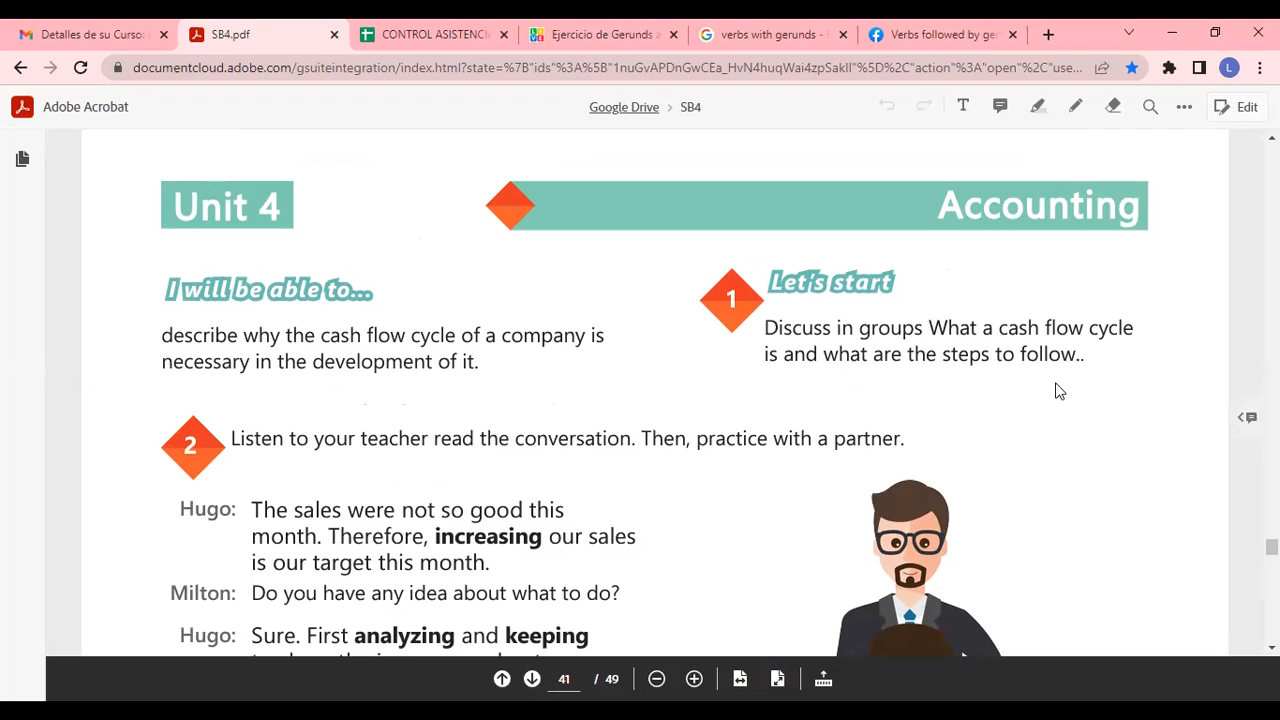 Detalles de su Curso:
SB4.pdf
CONTROL ASISTENC
Ejercicio de Gerunds a
verbs with gerunds - B
Verbs followed by ger
documentcloud.adobe.com/gsuiteintegration/index.html?state=%7B"ids"%3A%5B"1nuGvAPDnGwCEa_HvN4huqWai4zpSakII"%5D%2C"action"%3A"open"%2C"use...
L
Adobe Acrobat
Google Drive > SB4
Edit
Unit 4
Accounting
I will be able to...
describe why the cash flow cycle of a company is
necessary in the development of it.
1
Let's start
Discuss in groups What a cash flow cycle
is and what are the steps to follow..
2
Listen to your teacher read the conversation. Then, practice with a partner.
Hugo: The sales were not so good this
month. Therefore, increasing our sales
is our target this month.
Milton: Do you have any idea about what to do?
Hugo: Sure. First analyzing and keeping
41 / 49